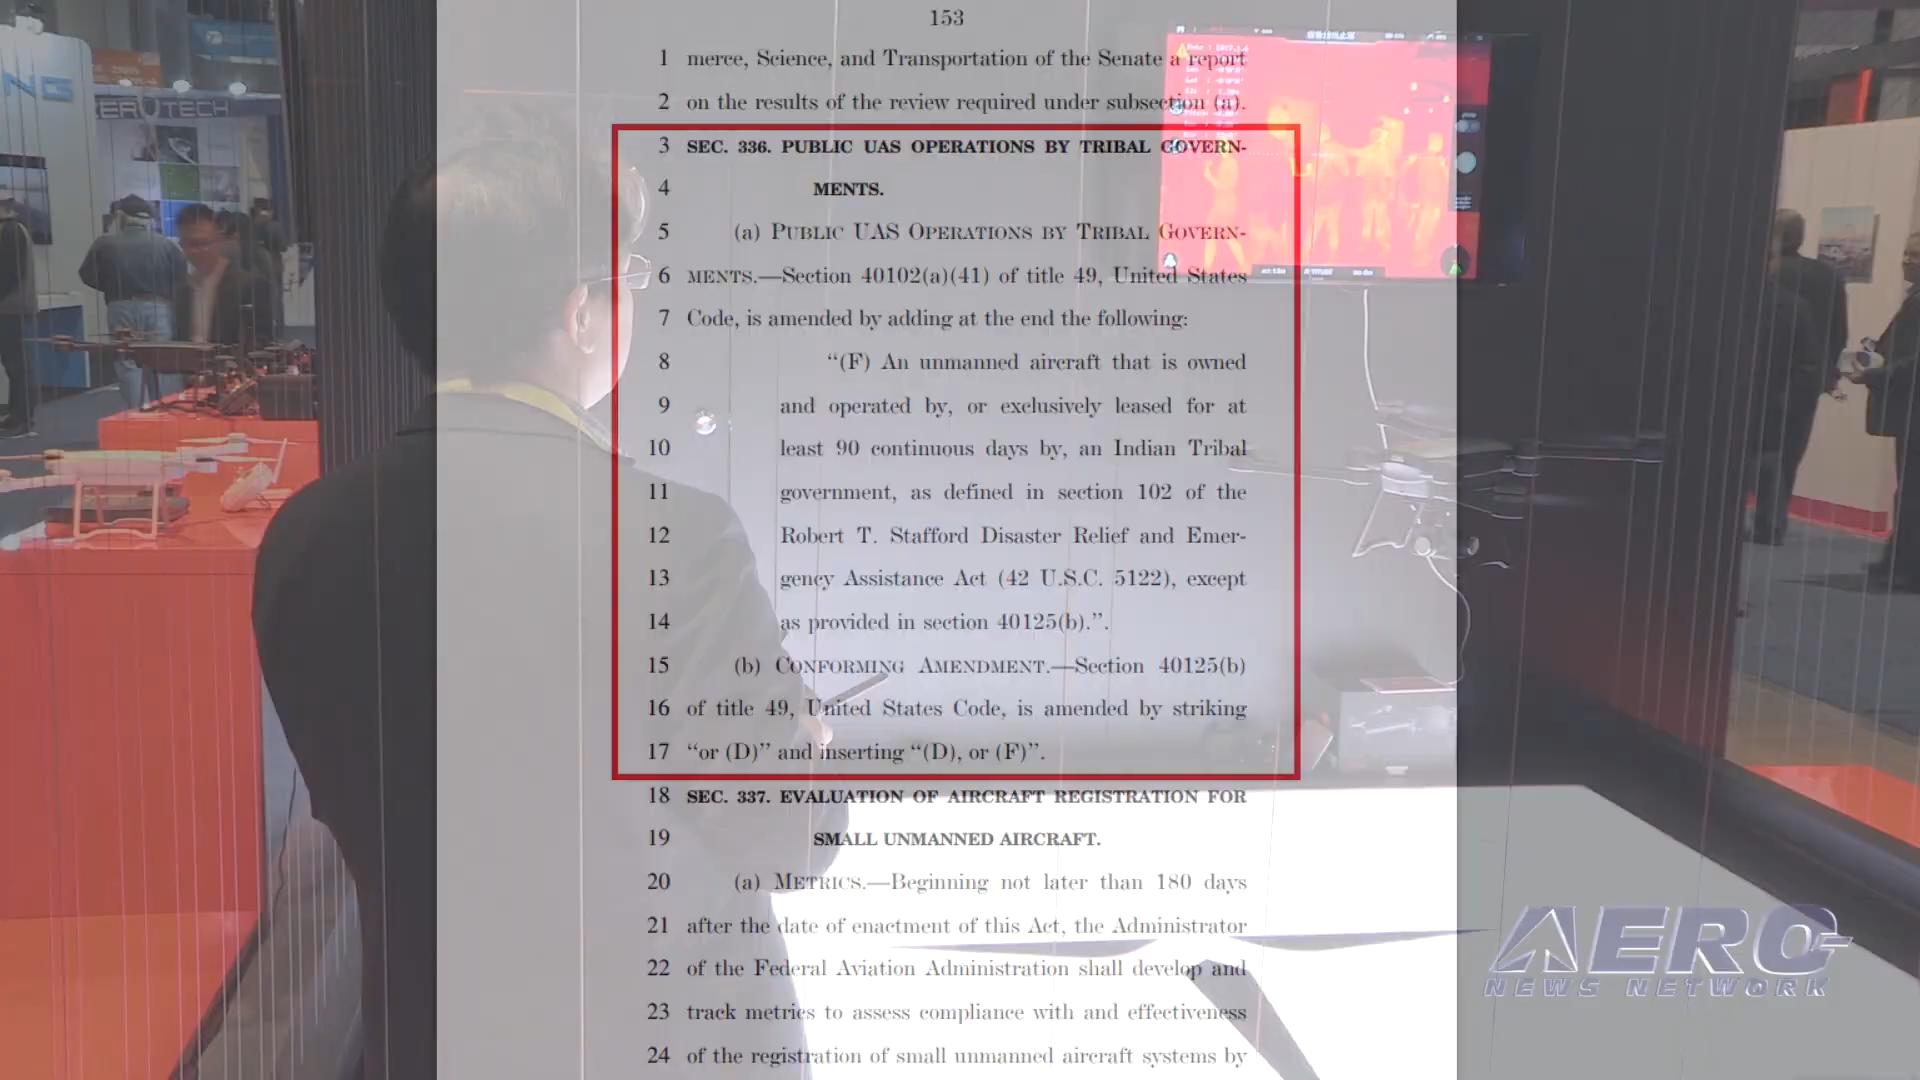 153
1 merce, Science, and Transportation of the Senate a report
2 on the results of the review required under subsection (a).
3 SEC. 336. PUBLIC UAS OPERATIONS BY TRIBAL GOVERN-
4 MENTS.
5 (a) PUBLIC UAS OPERATIONS BY TRIBAL GOVERN-
6 MENTS.—Section 40102(a)(41) of title 49, United States
7 Code, is amended by adding at the end the following:
8 “(F) An unmanned aircraft that is owned
9 and operated by, or exclusively leased for at
10 least 90 continuous days by, an Indian Tribal
11 government, as defined in section 102 of the
12 Robert T. Stafford Disaster Relief and Emer-
13 gency Assistance Act (42 U.S.C. 5122), except
14 as provided in section 40125(b).”.
15 (b) CONFORMING AMENDMENT.—Section 40125(b)
16 of title 49, United States Code, is amended by striking
17 “or (D)” and inserting “(D), or (F)”.
18 SEC. 337. EVALUATION OF AIRCRAFT REGISTRATION FOR
19 SMALL UNMANNED AIRCRAFT.
20 (a) METRICS.—Beginning not later than 180 days
21 after the date of enactment of this Act, the Administrator
22 of the Federal Aviation Administration shall develop and
23 track metrics to assess compliance with and effectiveness
24 of the registration of small unmanned aircraft systems by
NG
AEROTECH
AERO
NEWS NETWORK